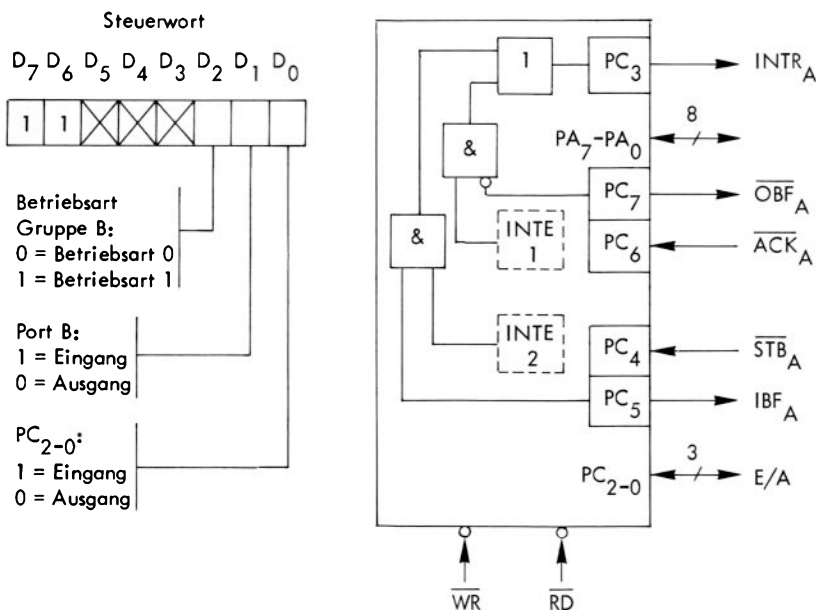 Steuerwort
D7 D6 D5 D4 D3 D2 D1 D0
1 1
Betriebsart
Gruppe B:
0 = Betriebsart 0
1 = Betriebsart 1
Port B:
1 = Eingang
0 = Ausgang
PC2-0:
1 = Eingang
0 = Ausgang
1
PC3
INTRA
&
PA7-PA0
8
PC7
OBFA
&
INTE
1
PC6
ACKA
INTE
2
PC4
STBA
PC5
IBFA
PC2-0
3
E/A
WR
RD